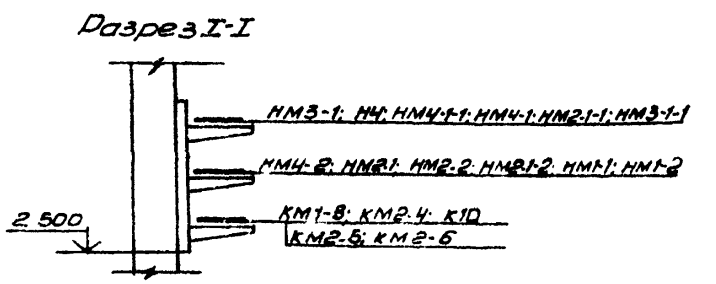 Разрез I-I
НМ3-1; Н4; НМ4-1-1; НМ4-1; НМ2-1-1; НМ3-1-1
НМ4-2; НМ2-1; НМ2-2; НМ2-1-2; НМ1-1; НМ1-2
2 500
КМ1-8; КМ2-4; К10
КМ2-5; КМ2-6